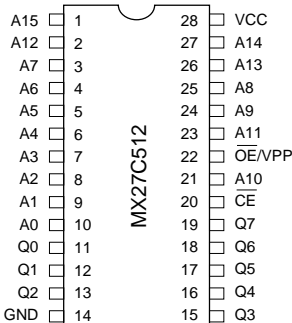 A15 1 28 VCC
A12 2 27 A14
A7 3 26 A13
A6 4 25 A8
A5 5 24 A9
A4 6 23 A11
A3 7 22 O̅E̅/VPP
A2 8 21 A10
A1 9 20 C̅E̅
A0 10 19 Q7
Q0 11 18 Q6
Q1 12 17 Q5
Q2 13 16 Q4
GND 14 15 Q3
MX27C512